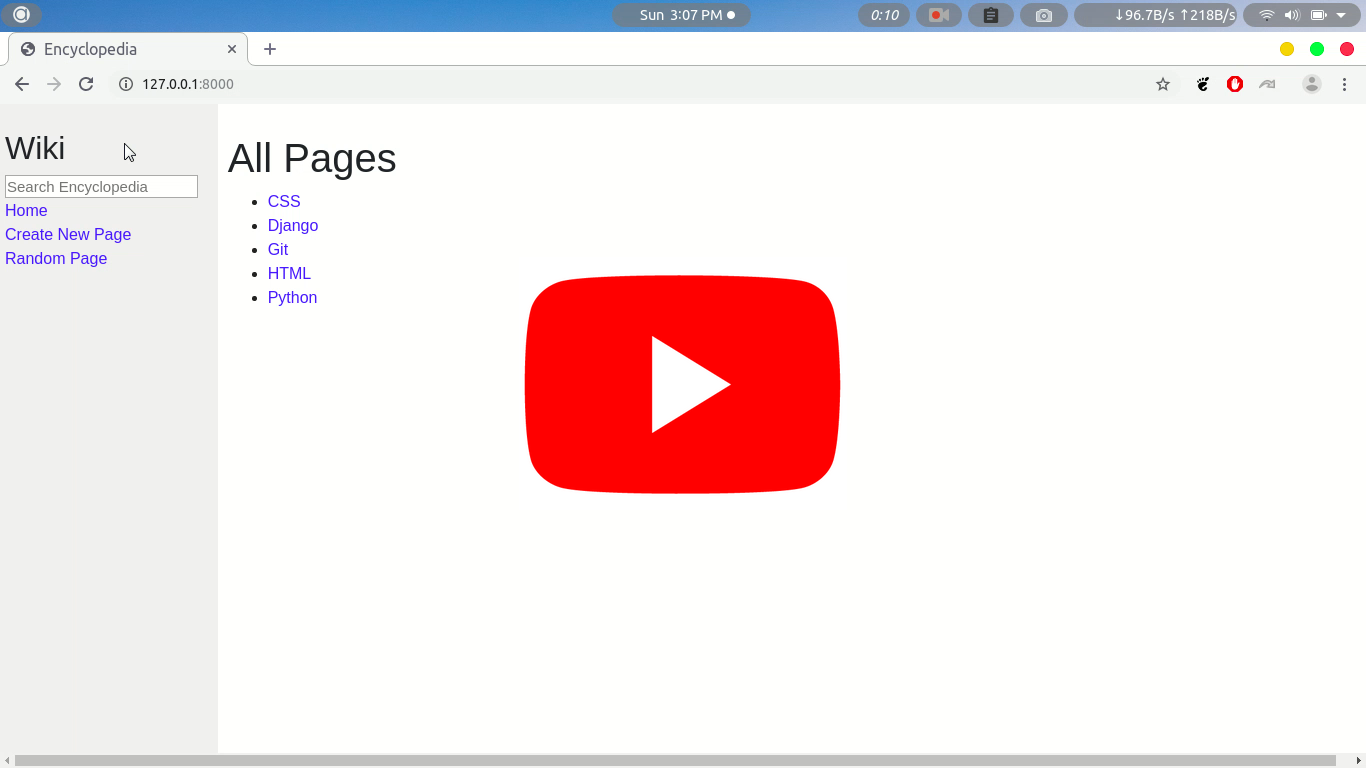 Sun 3:07 PM
0:10
↓96.7B/s ↑218B/s
Encyclopedia
127.0.0.1:8000
Wiki
Search Encyclopedia
Home
Create New Page
Random Page
All Pages
CSS
Django
Git
HTML
Python